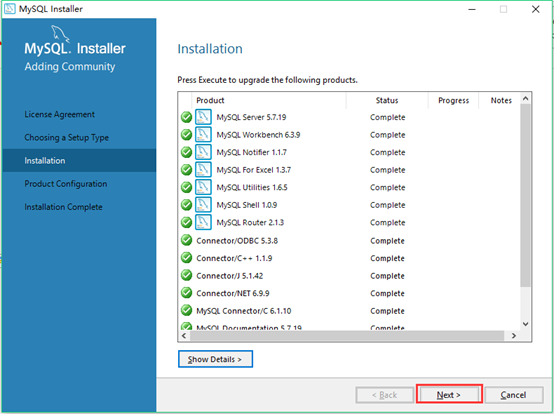 MySQL Installer
MySQL. Installer
Adding Community
License Agreement
Choosing a Setup Type
Installation
Product Configuration
Installation Complete
Installation
Press Execute to upgrade the following products.
Product Status Progress Notes
MySQL Server 5.7.19 Complete
MySQL Workbench 6.3.9 Complete
MySQL Notifier 1.1.7 Complete
MySQL For Excel 1.3.7 Complete
MySQL Utilities 1.6.5 Complete
MySQL Shell 1.0.9 Complete
MySQL Router 2.1.3 Complete
Connector/ODBC 5.3.8 Complete
Connector/C++ 1.1.9 Complete
Connector/J 5.1.42 Complete
Connector/NET 6.9.9 Complete
MySQL Connector/C 6.1.10 Complete
MySQL Documentation 5.7.19 Complete
Show Details >
< Back Next > Cancel